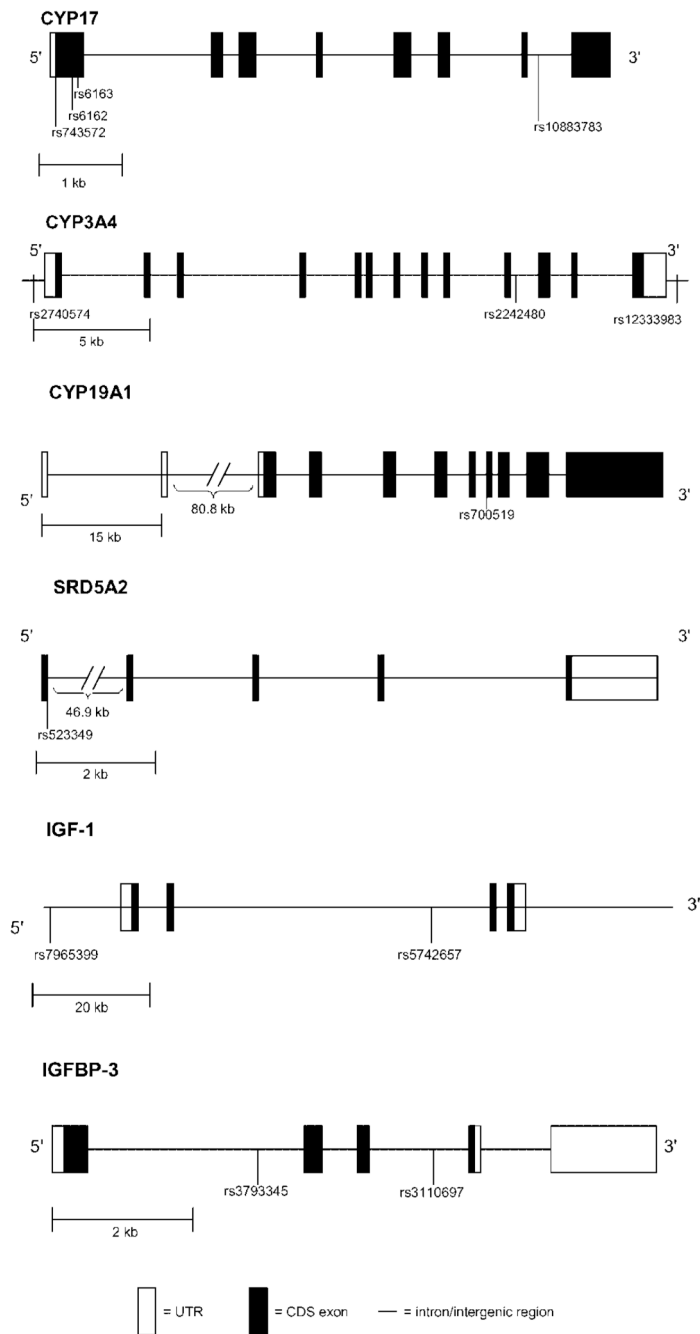 CYP17
5' 3'
rs6163
rs6162
rs743572 rs10883783
1 kb
CYP3A4
5' 3'
rs2740574 rs2242480 rs12333983
5 kb
CYP19A1
5' 3'
80.8 kb
rs700519
15 kb
SRD5A2
5' 3'
46.9 kb
rs523349
2 kb
IGF-1
5' 3'
rs7965399 rs5742657
20 kb
IGFBP-3
5' 3'
rs3793345 rs3110697
2 kb
= UTR = CDS exon = intron/intergenic region